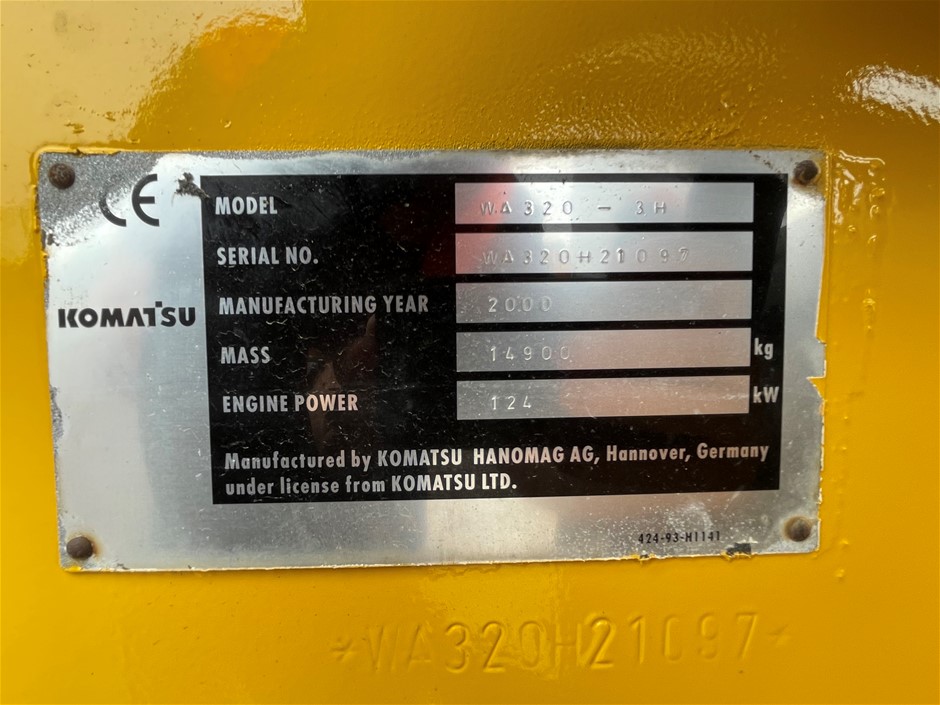 CE
MODEL WA320-3H
SERIAL NO. WA320H21097
KOMATSU
MANUFACTURING YEAR 2000
MASS 14900 kg
ENGINE POWER 124 kW
Manufactured by KOMATSU HANOMAG AG, Hannover, Germany
under license from KOMATSU LTD.
424-93-H1141
*WA320H21097*